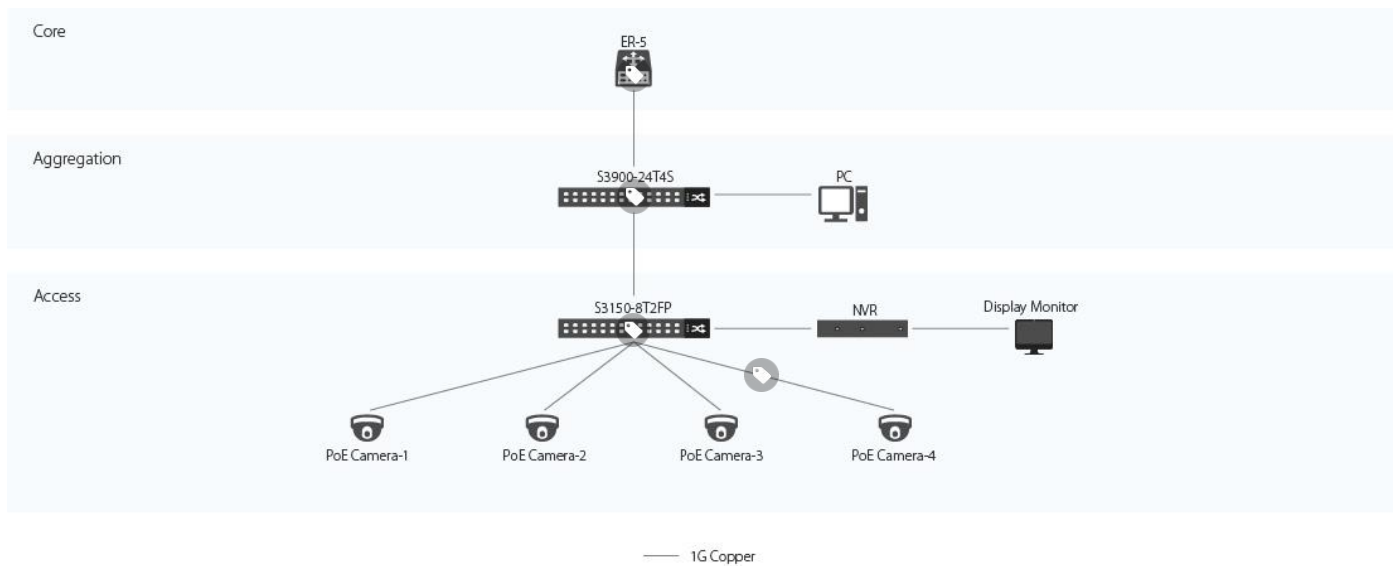 Core
ER-5
Aggregation
S3900-24T4S
PC
Access
S3150-8T2FP
NVR
Display Monitor
PoE Camera-1
PoE Camera-2
PoE Camera-3
PoE Camera-4
1G Copper